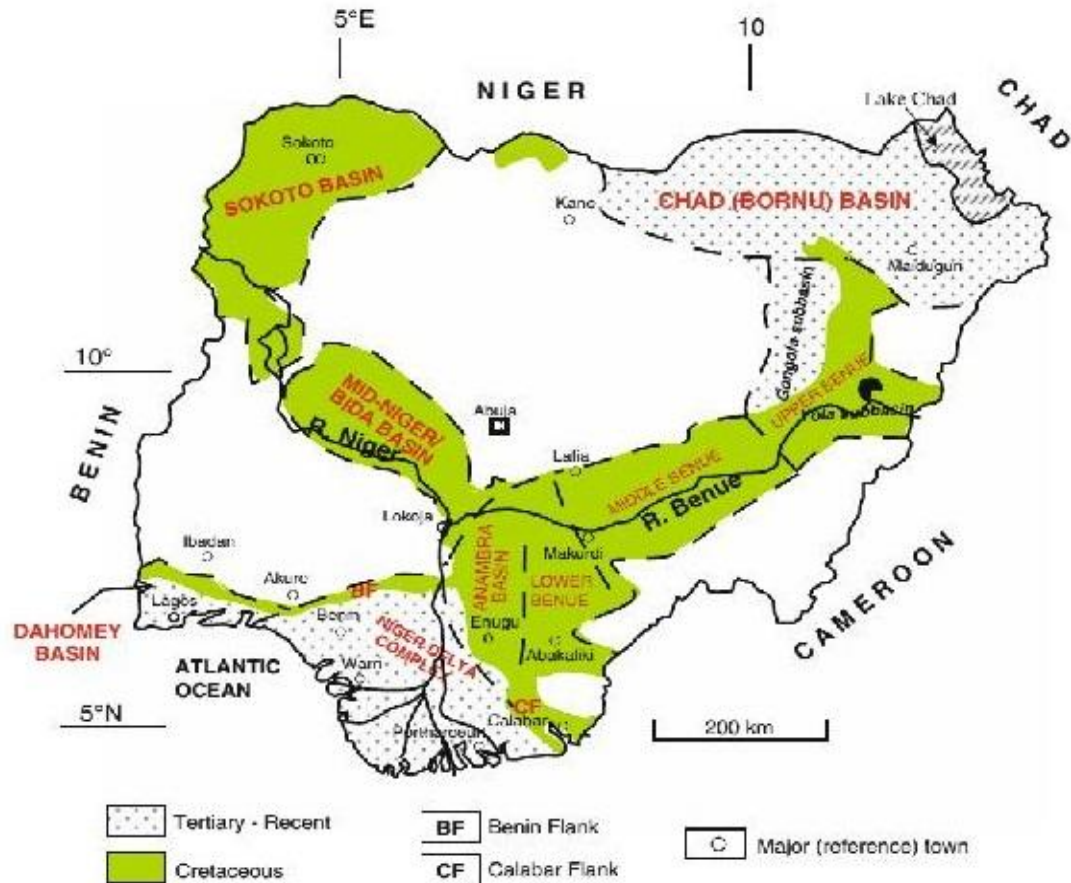 5°E
10
NIGER
CHAD
Lake Chad
Sokoto
SOKOTO BASIN
Kano
CHAD (BORNU) BASIN
Maiduguri
Gongola subbasin
10°
BENIN
MID-NIGER/
BIDA BASIN
R. Niger
Abuja
UPPER BENUE
Yola subbasin
Lafia
MIDDLE BENUE
R. Benue
Lokoja
Makurdi
CAMEROON
Ibadan
Akure
BF
ANAMBRA
BASIN
LOWER
BENUE
Lagos
Benin
Enugu
DAHOMEY
BASIN
NIGER DELTA
COMPLEX
Abakaliki
ATLANTIC
OCEAN
Warri
CF
Calabar
5°N
200 km
Tertiary - Recent
BF
Benin Flank
Major (reference) town
Cretaceous
CF
Calabar Flank